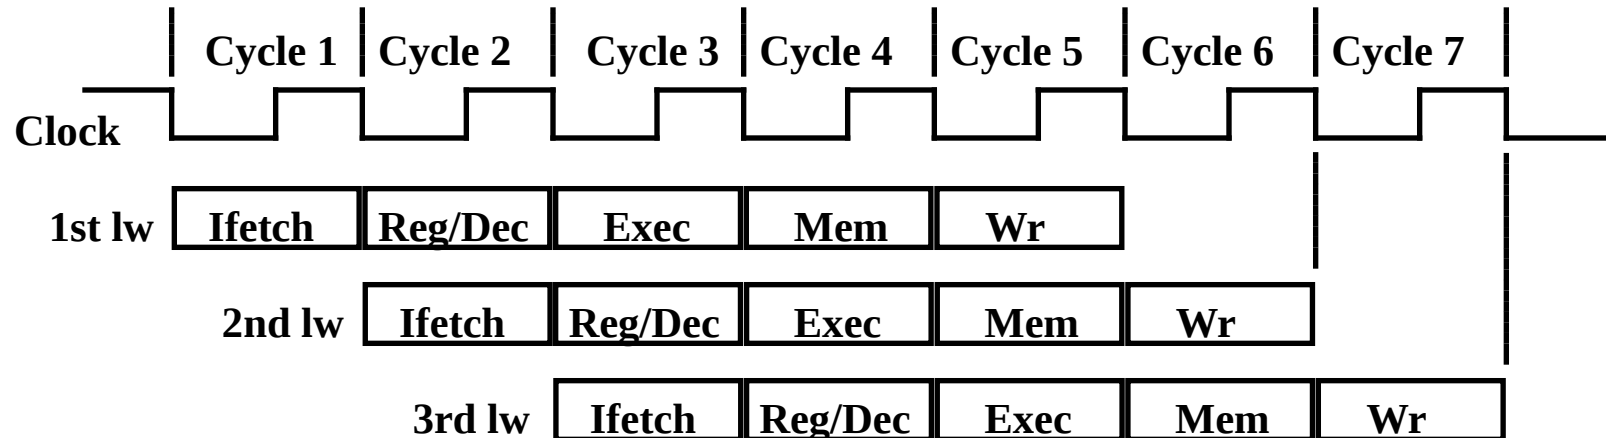 Cycle 1 Cycle 2 Cycle 3 Cycle 4 Cycle 5 Cycle 6 Cycle 7
Clock
1st lw Ifetch Reg/Dec Exec Mem Wr
2nd lw Ifetch Reg/Dec Exec Mem Wr
3rd lw Ifetch Reg/Dec Exec Mem Wr